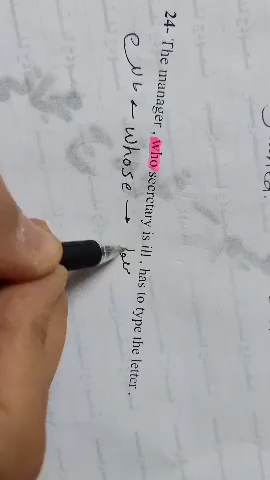 24- The manager , who secretary is ill , has to type the letter .
← whose →